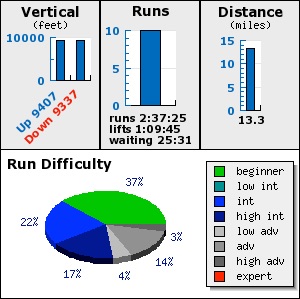 Vertical
(feet)
10000
0
Up 9407
Down 9337
Runs
10
5
0
runs 2:37:25
lifts 1:09:45
waiting 25:31
Distance
(miles)
15
10
5
0
13.3
Run Difficulty
37%
22%
17%
4%
14%
3%
beginner
low int
int
high int
low adv
adv
high adv
expert